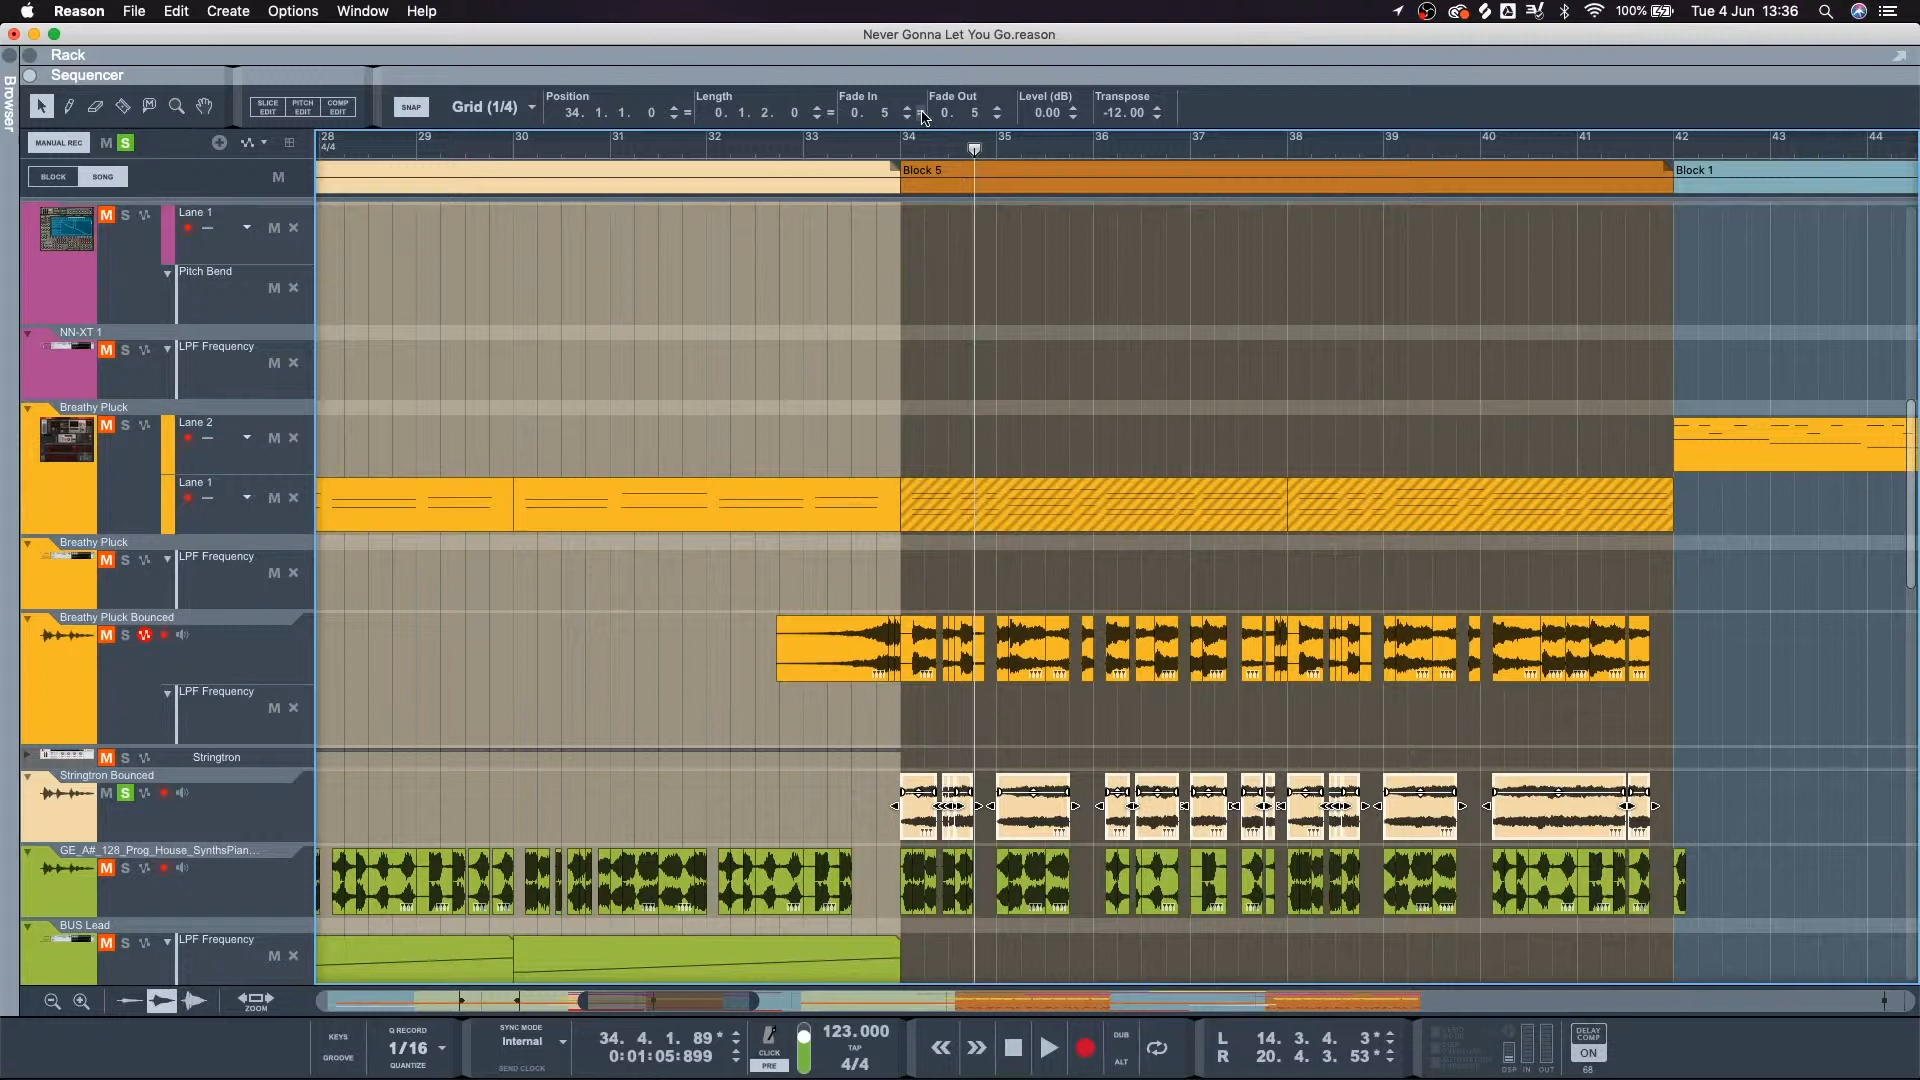 Reason File Edit Create Options Window Help
100% Tue 4 Jun 13:36
Never Gonna Let You Go.reason
Browser
Rack
Sequencer
SLICE EDIT PITCH EDIT COMP EDIT
SNAP Grid (1/4)
Position Length Fade In Fade Out Level (dB) Transpose
34. 1. 1. 0 = 0. 1. 2. 0 = 0. 5 0. 5 0.00 -12.00
MANUAL REC M S
28 29 30 31 32 33 34 35 36 37 38 39 40 41 42 43 44
4/4
BLOCK SONG M
Block 5 Block 1
M S Lane 1
M
Pitch Bend
M
NN-XT 1
M S LPF Frequency
M
Breathy Pluck
M S Lane 2
M
Lane 1
M
Breathy Pluck
M S LPF Frequency
M
Breathy Pluck Bounced
M S
LPF Frequency
M
M S Stringtron
Stringtron Bounced
M S
GE_A#_128_Prog_House_SynthsPian...
M S
BUS Lead
M S LPF Frequency
M
ZOOM
KEYS
GROOVE
Q RECORD
1/16
QUANTIZE
SYNC MODE
Internal
SEND CLOCK
34. 4. 1. 89 *
0:01:05:899
CLICK
PRE
123.000
TAP
4/4
DUB
ALT
L 14. 3. 4. 3 *
R 20. 4. 3. 53 *
DSP IN OUT
DELAY COMP
ON
68